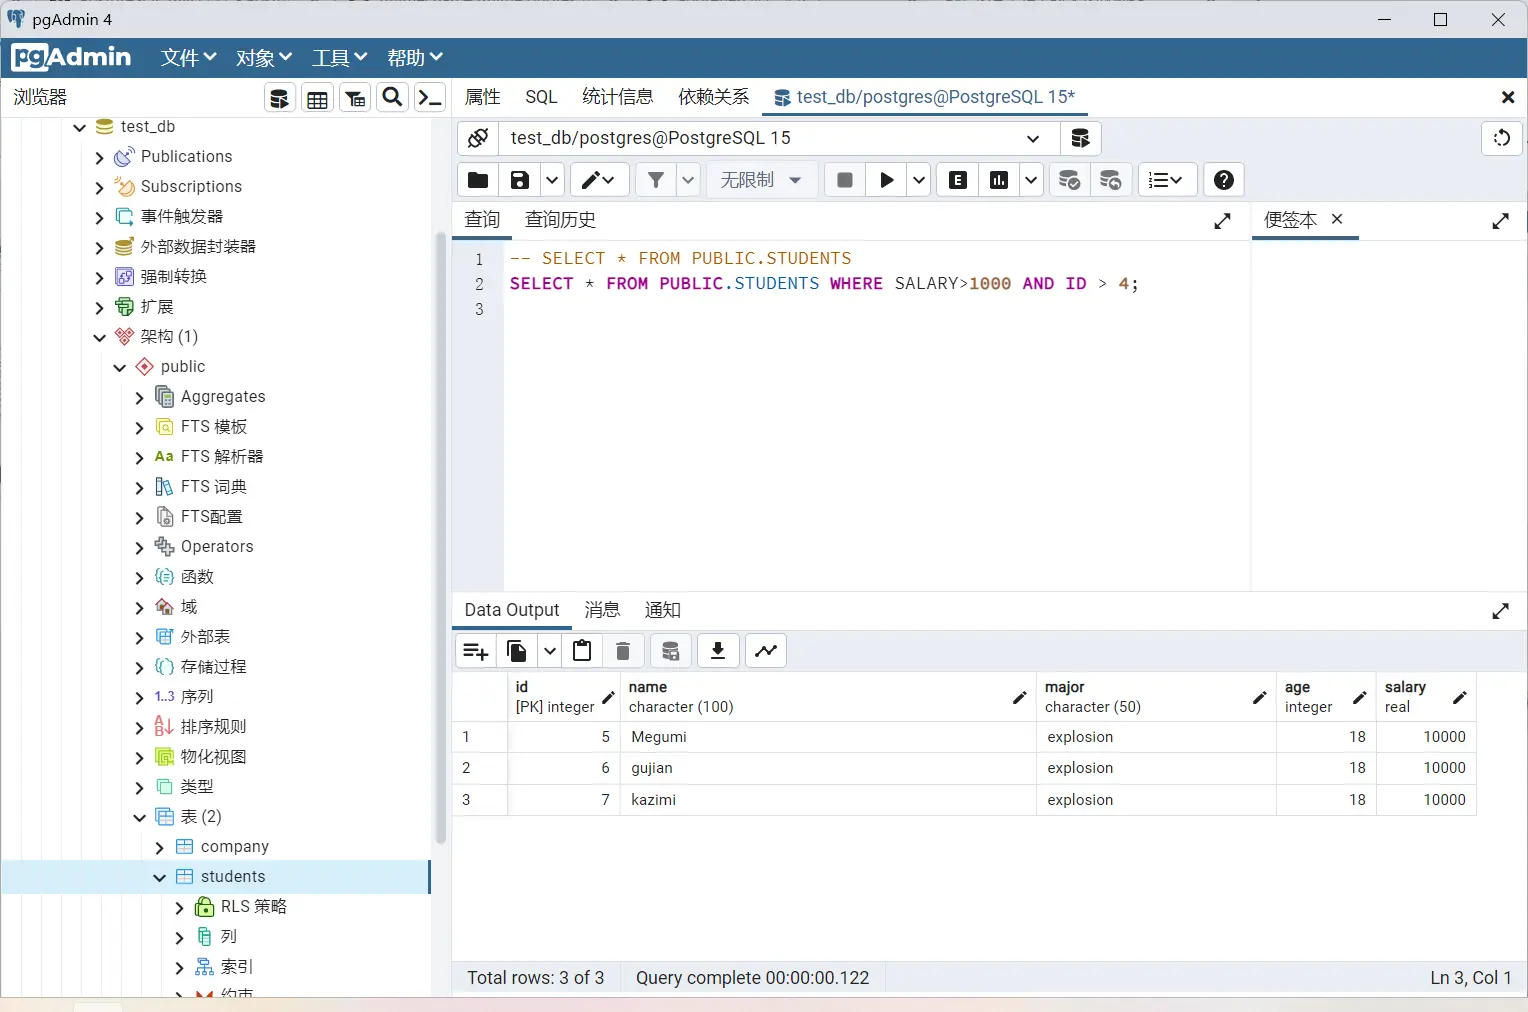 pgAdmin 4
pgAdmin 文件 对象 工具 帮助
浏览器
属性 SQL 统计信息 依赖关系 test_db/postgres@PostgreSQL 15*
test_db
Publications
Subscriptions
事件触发器
外部数据封装器
强制转换
扩展
架构 (1)
public
Aggregates
FTS 模板
Aa FTS 解析器
FTS 词典
FTS配置
Operators
函数
域
外部表
存储过程
1..3 序列
排序规则
物化视图
类型
表 (2)
company
students
RLS 策略
列
索引
约束
test_db/postgres@PostgreSQL 15
无限制
E
查询 查询历史
便签本
1 -- SELECT * FROM PUBLIC.STUDENTS
2 SELECT * FROM PUBLIC.STUDENTS WHERE SALARY>1000 AND ID > 4;
3
Data Output 消息 通知
id name major age salary
[PK] integer character (100) character (50) integer real
1 5 Megumi explosion 18 10000
2 6 gujian explosion 18 10000
3 7 kazimi explosion 18 10000
Total rows: 3 of 3 Query complete 00:00:00.122 Ln 3, Col 1